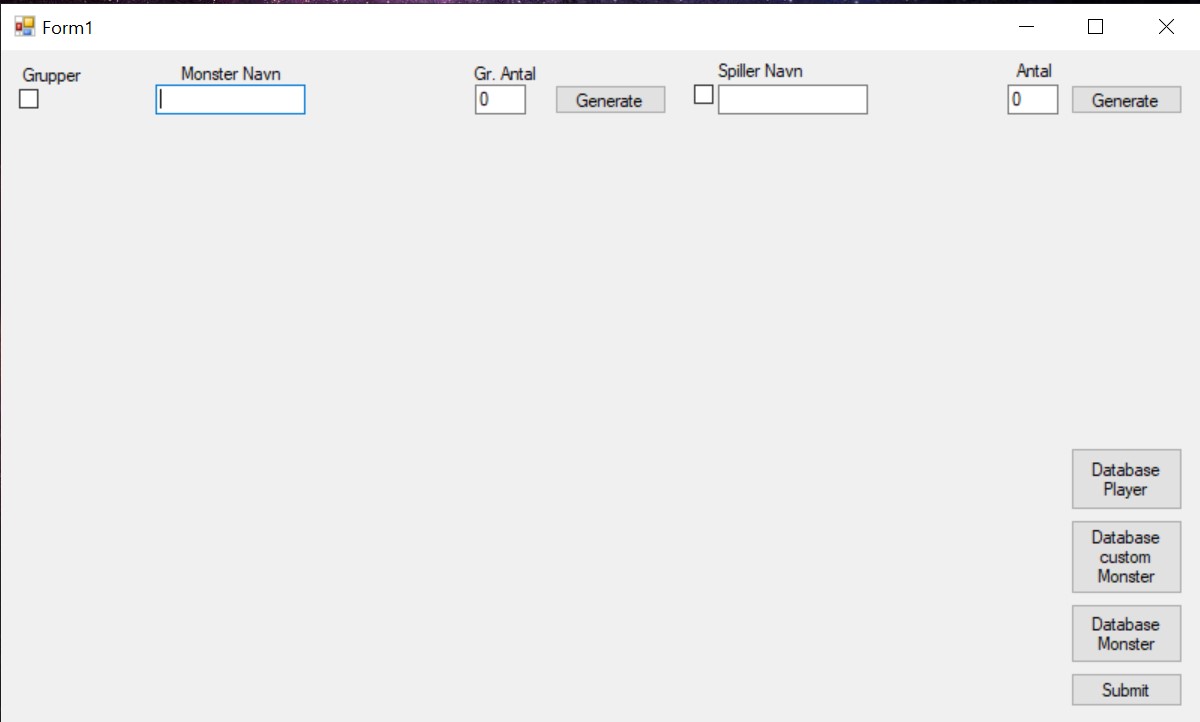 Form1
Grupper
Monster Navn
Gr. Antal
Spiller Navn
Antal
0
Generate
0
Generate
Database
Player
Database
custom
Monster
Database
Monster
Submit